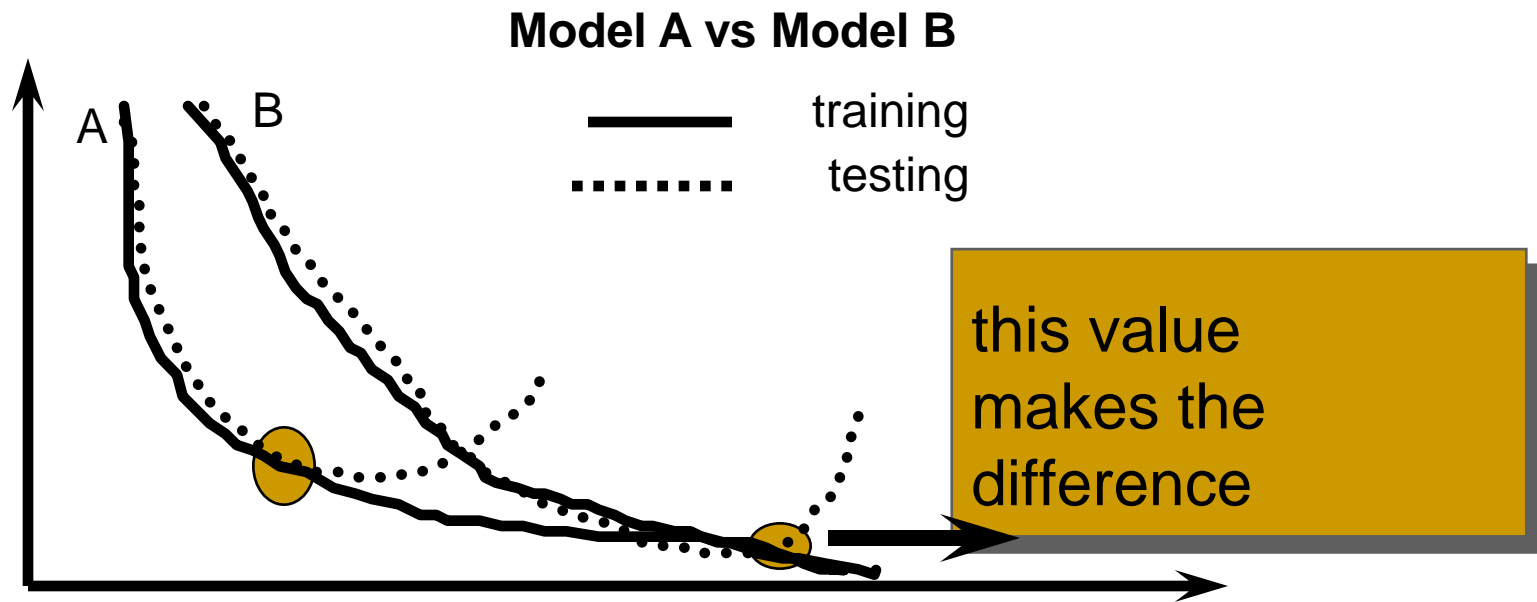 Model A vs Model B
A
B
training
testing
this value
makes the
difference